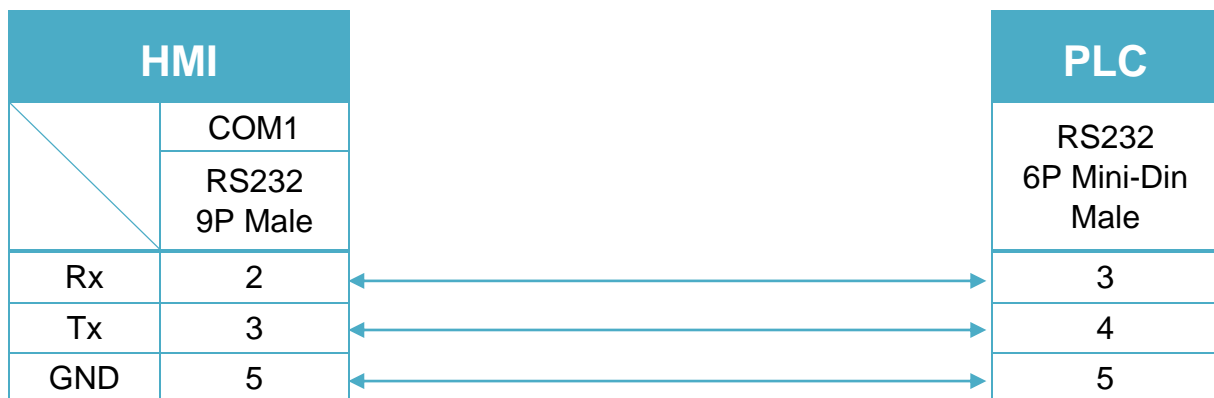 HMI
PLC
COM1
RS232
9P Male
RS232
6P Mini-Din
Male
Rx 2 3
Tx 3 4
GND 5 5